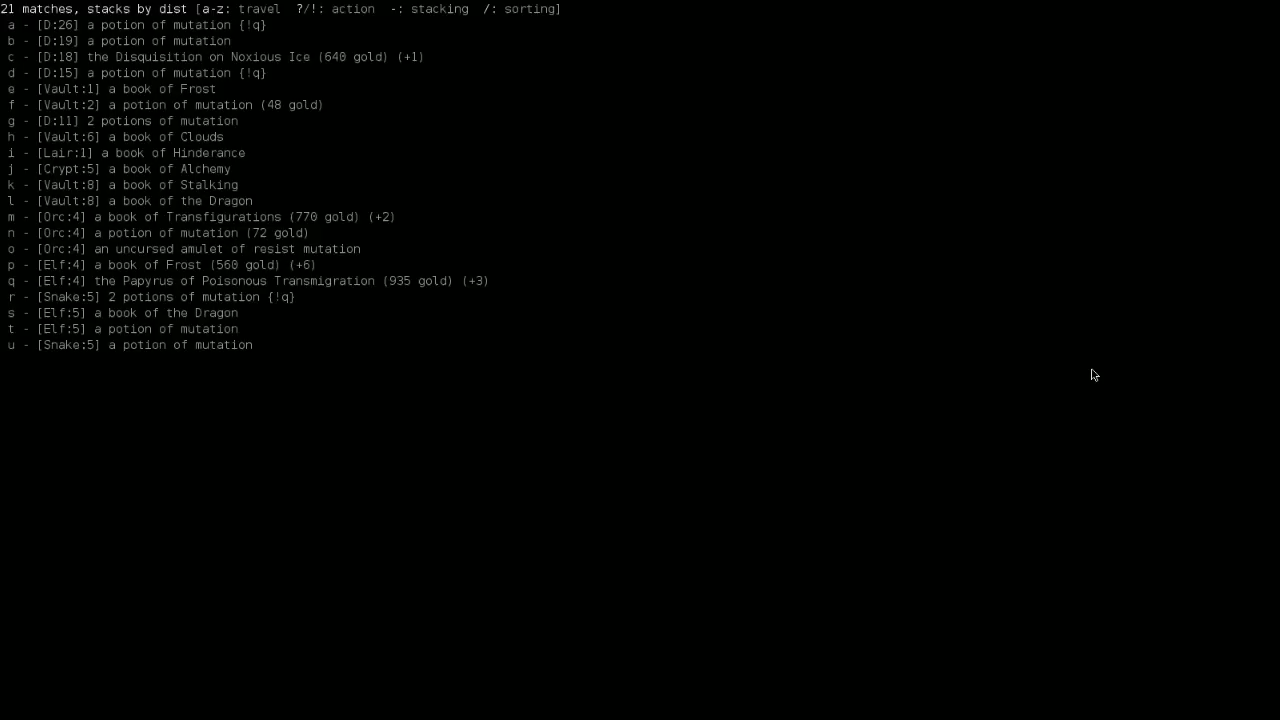 21 matches, stacks by dist [a-z: travel  ?/!: action  -: stacking  /: sorting]
a - [D:26] a potion of mutation {!q}
b - [D:19] a potion of mutation
c - [D:18] the Disquisition on Noxious Ice (640 gold) (+1)
d - [D:15] a potion of mutation {!q}
e - [Vault:1] a book of Frost
f - [Vault:2] a potion of mutation (48 gold)
g - [D:11] 2 potions of mutation
h - [Vault:6] a book of Clouds
i - [Lair:1] a book of Hinderance
j - [Crypt:5] a book of Alchemy
k - [Vault:8] a book of Stalking
l - [Vault:8] a book of the Dragon
m - [Orc:4] a book of Transfigurations (770 gold) (+2)
n - [Orc:4] a potion of mutation (72 gold)
o - [Orc:4] an uncursed amulet of resist mutation
p - [Elf:4] a book of Frost (560 gold) (+6)
q - [Elf:4] the Papyrus of Poisonous Transmigration (935 gold) (+3)
r - [Snake:5] 2 potions of mutation {!q}
s - [Elf:5] a book of the Dragon
t - [Elf:5] a potion of mutation
u - [Snake:5] a potion of mutation